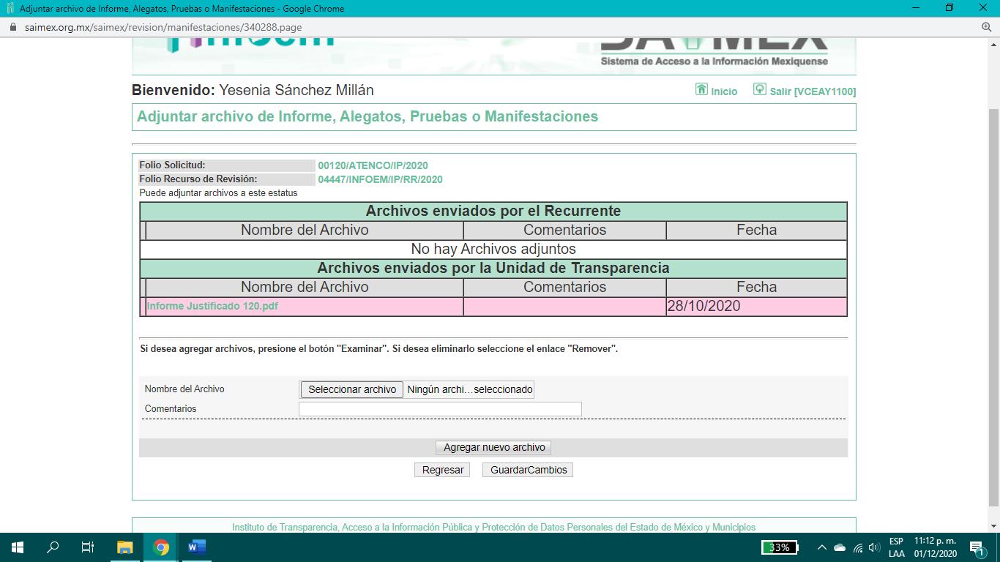 Adjuntar archivo de Informe, Alegatos, Pruebas o Manifestaciones - Google Chrome
saimex.org.mx/saimex/revision/manifestaciones/340288.page
Sistema de Acceso a la Información Mexiquense
Bienvenido: Yesenia Sánchez Millán
Inicio Salir [VCEAY1100]
Adjuntar archivo de Informe, Alegatos, Pruebas o Manifestaciones
Folio Solicitud: 00120/ATENCO/IP/2020
Folio Recurso de Revisión: 04447/INFOEM/IP/RR/2020
Puede adjuntar archivos a este estatus
Archivos enviados por el Recurrente
Nombre del Archivo Comentarios Fecha
No hay Archivos adjuntos
Archivos enviados por la Unidad de Transparencia
Nombre del Archivo Comentarios Fecha
Informe Justificado 120.pdf 28/10/2020
Si desea agregar archivos, presione el botón "Examinar". Si desea eliminarlo seleccione el enlace "Remover".
Nombre del Archivo Seleccionar archivo Ningún archi...seleccionado
Comentarios
Agregar nuevo archivo
Regresar GuardarCambios
Instituto de Transparencia, Acceso a la Información Pública y Protección de Datos Personales del Estado de México y Municipios
33% ESP 11:12 p. m.
LAA 01/12/2020 1